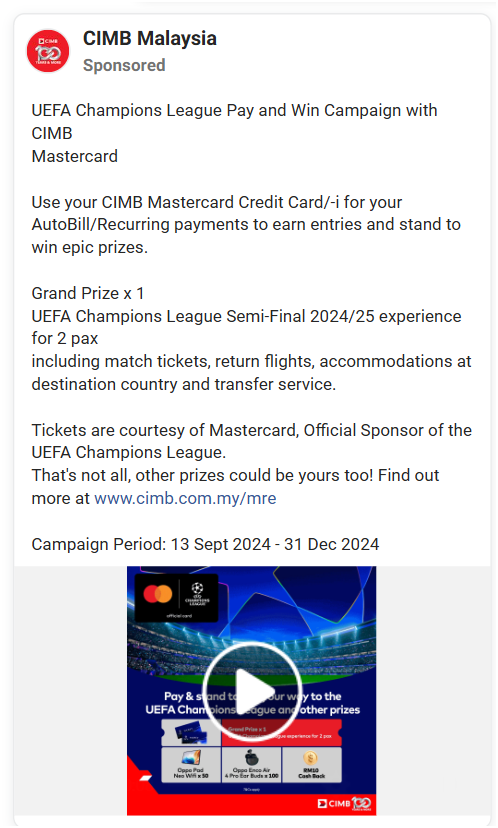 CIMB Malaysia
Sponsored
UEFA Champions League Pay and Win Campaign with
CIMB
Mastercard
Use your CIMB Mastercard Credit Card/-i for your
AutoBill/Recurring payments to earn entries and stand to
win epic prizes.
Grand Prize x 1
UEFA Champions League Semi-Final 2024/25 experience
for 2 pax
including match tickets, return flights, accommodations at
destination country and transfer service.
Tickets are courtesy of Mastercard, Official Sponsor of the
UEFA Champions League.
That's not all, other prizes could be yours too! Find out
more at www.cimb.com.my/mre
Campaign Period: 13 Sept 2024 - 31 Dec 2024
CHAMPIONS
LEAGUE
official card
Pay & stand to your way to the
UEFA Champions League and other prizes
Grand Prize x 1
League experience for 2 pax
Oppo Pad
Neo Wifi x 50
Oppo Enco Air
4 Pro Ear Buds x 100
RM10
Cash Back
CIMB 100